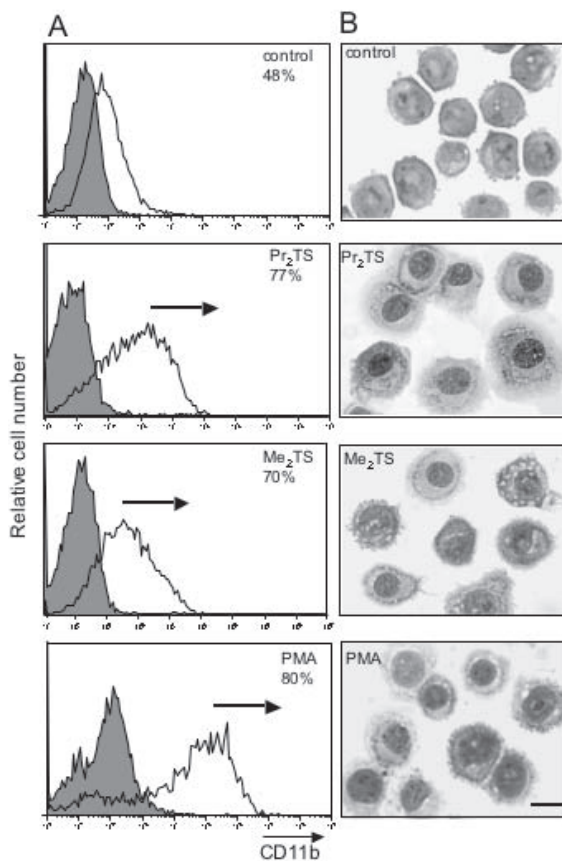 A
B
control
48%
control
Pr₂TS
77%
Pr₂TS
Me₂TS
70%
Me₂TS
PMA
80%
PMA
Relative cell number
CD11b